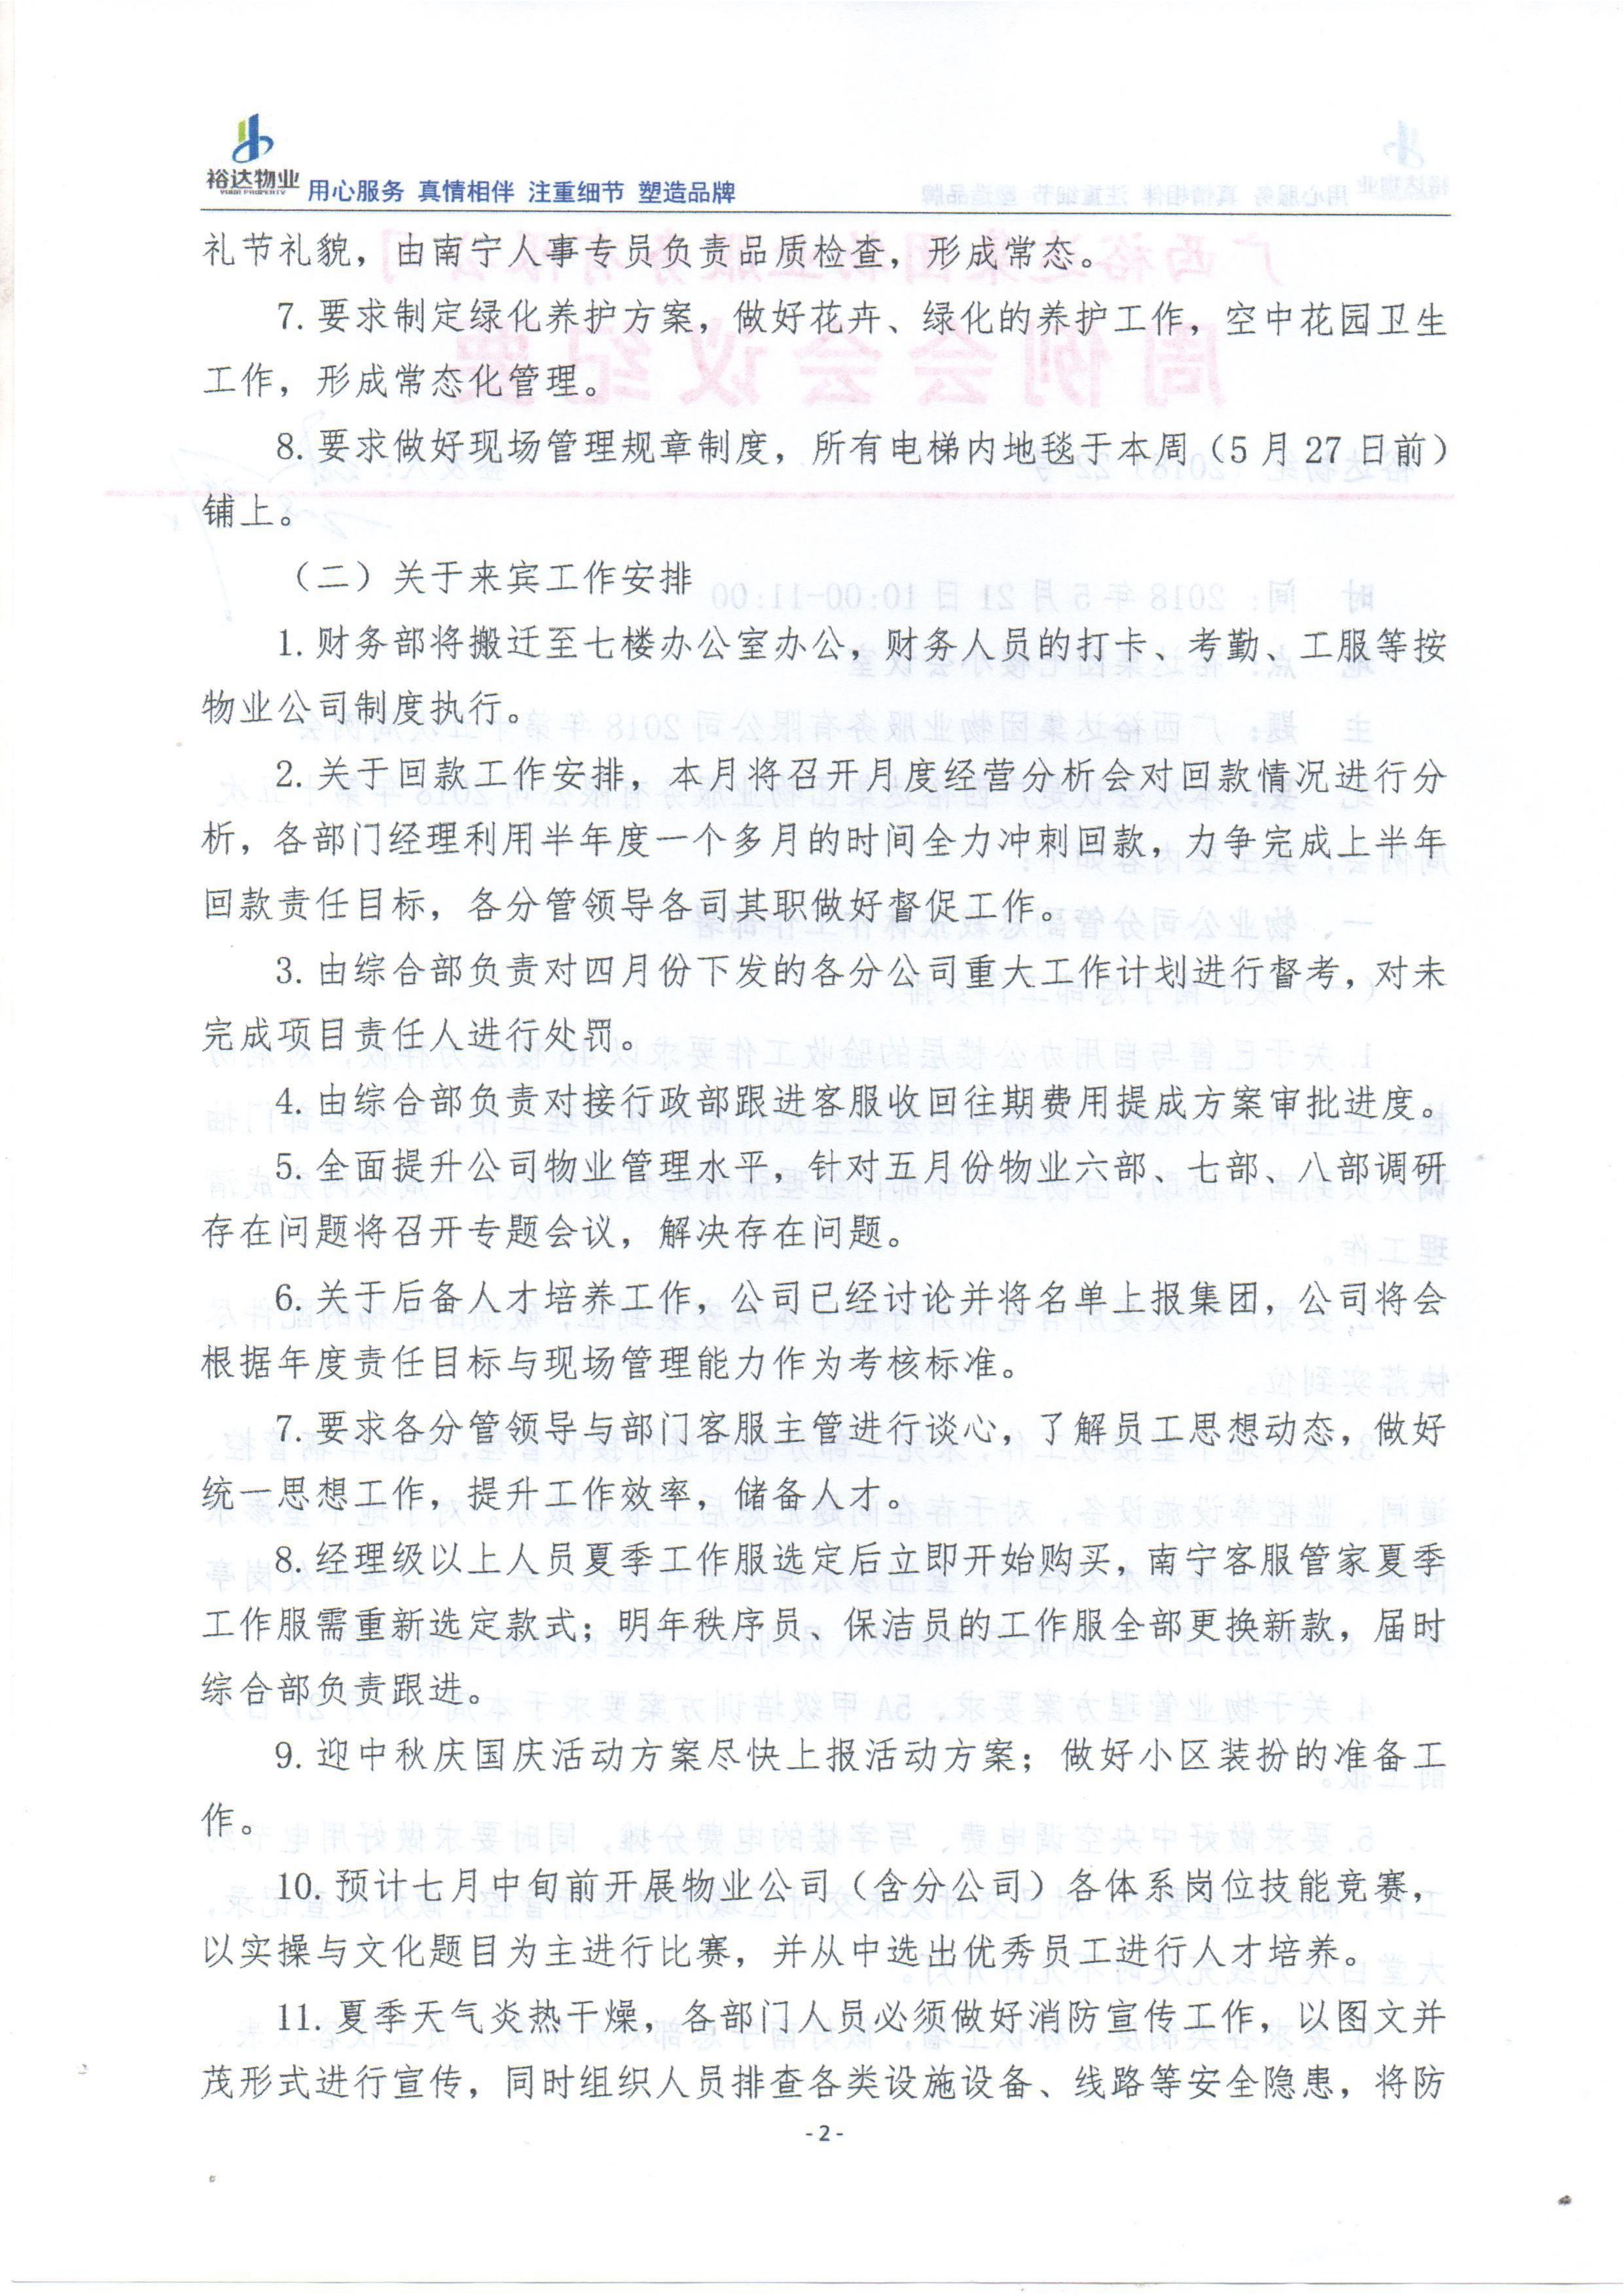 裕达物业
YUDA PROPERTY
用心服务 真情相伴 注重细节 塑造品牌
礼节礼貌，由南宁人事专员负责品质检查，形成常态。
7.要求制定绿化养护方案，做好花卉、绿化的养护工作，空中花园卫生
工作，形成常态化管理。
8.要求做好现场管理规章制度，所有电梯内地毯于本周（5月27日前）
铺上。
（二）关于来宾工作安排
1.财务部将搬迁至七楼办公室办公，财务人员的打卡、考勤、工服等按
物业公司制度执行。
2.关于回款工作安排，本月将召开月度经营分析会对回款情况进行分
析，各部门经理利用半年度一个多月的时间全力冲刺回款，力争完成上半年
回款责任目标，各分管领导各司其职做好督促工作。
3.由综合部负责对四月份下发的各分公司重大工作计划进行督考，对未
完成项目责任人进行处罚。
4.由综合部负责对接行政部跟进客服收回往期费用提成方案审批进度。
5.全面提升公司物业管理水平，针对五月份物业六部、七部、八部调研
存在问题将召开专题会议，解决存在问题。
6.关于后备人才培养工作，公司已经讨论并将名单上报集团，公司将会
根据年度责任目标与现场管理能力作为考核标准。
7.要求各分管领导与部门客服主管进行谈心，了解员工思想动态，做好
统一思想工作，提升工作效率，储备人才。
8.经理级以上人员夏季工作服选定后立即开始购买，南宁客服管家夏季
工作服需重新选定款式；明年秩序员、保洁员的工作服全部更换新款，届时
综合部负责跟进。
9.迎中秋庆国庆活动方案尽快上报活动方案；做好小区装扮的准备工
作。
10.预计七月中旬前开展物业公司（含分公司）各体系岗位技能竞赛，
以实操与文化题目为主进行比赛，并从中选出优秀员工进行人才培养。
11.夏季天气炎热干燥，各部门人员必须做好消防宣传工作，以图文并
茂形式进行宣传，同时组织人员排查各类设施设备、线路等安全隐患，将防
-2-